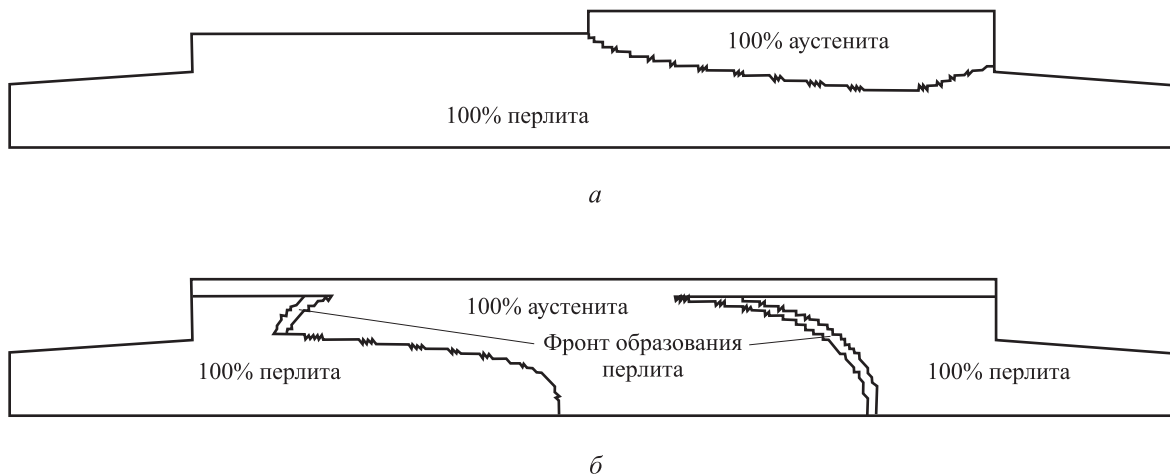 100% аустенита
100% перлита
а
100% аустенита
Фронт образования
перлита
100% перлита
100% перлита
б